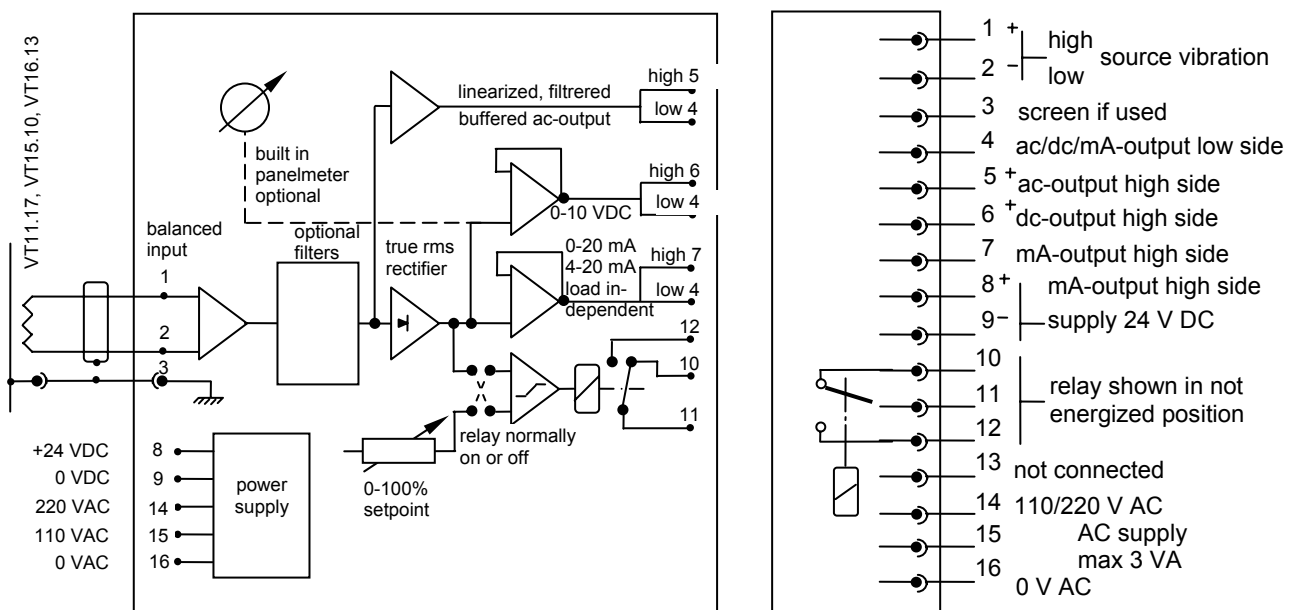 VT11.17, VT15.10, VT16.13
high 5
linearized, filtrered
low 4
buffered ac-output
built in
panelmeter
optional
high 6
low 4
0-10 VDC
balanced
input
optional
filters
true rms
rectifier
0-20 mA
4-20 mA
load in-
dependent
high 7
low 4
1
2
3
12
10
11
relay normally
on or off
0-100%
setpoint
+24 VDC 8
0 VDC 9
220 VAC 14
110 VAC 15
0 VAC 16
power
supply
1 + high
2 - low
source vibration
3 screen if used
4 ac/dc/mA-output low side
5 + ac-output high side
6 + dc-output high side
7 mA-output high side
8 + mA-output high side
9 - supply 24 V DC
10
11 relay shown in not
energized position
12
13 not connected
14 110/220 V AC
15 AC supply
max 3 VA
16 0 V AC